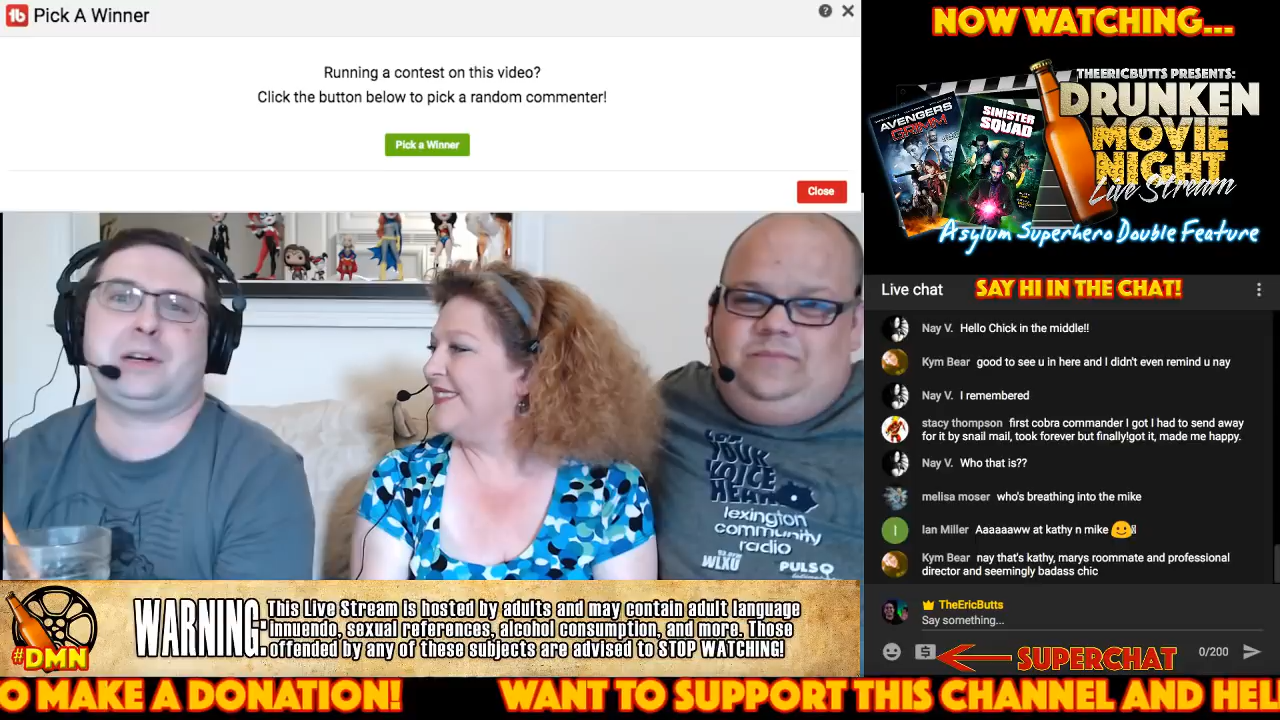 Pick A Winner
Running a contest on this video?
Click the button below to pick a random commenter!
Pick a Winner
Close
YOUR
VOICE
HEARD
lexington
community
radio
WLXU
PULSO
#DMN
WARNING:
This Live Stream is hosted by adults and may contain adult language
innuendo, sexual references, alcohol consumption, and more. Those
offended by any of these subjects are advised to STOP WATCHING!
NOW WATCHING...
THEERICBUTTS PRESENTS:
DRUNKEN
MOVIE
NIGHT
Live Stream
AVENGERS
GRIMM
SINISTER
SQUAD
Asylum Superhero Double Feature
Live chat
SAY HI IN THE CHAT!
Nay V. Hello Chick in the middle!!
Kym Bear good to see u in here and I didn't even remind u nay
Nay V. I remembered
stacy thompson first cobra commander I got I had to send away
for it by snail mail, took forever but finally!got it, made me happy.
Nay V. Who that is??
melisa moser who's breathing into the mike
I
Ian Miller Aaaaaaww at kathy n mike
Kym Bear nay that's kathy, marys roommate and professional
director and seemingly badass chic
TheEricButts
Say something...
SUPERCHAT
0/200
O MAKE A DONATION! WANT TO SUPPORT THIS CHANNEL AND HEL